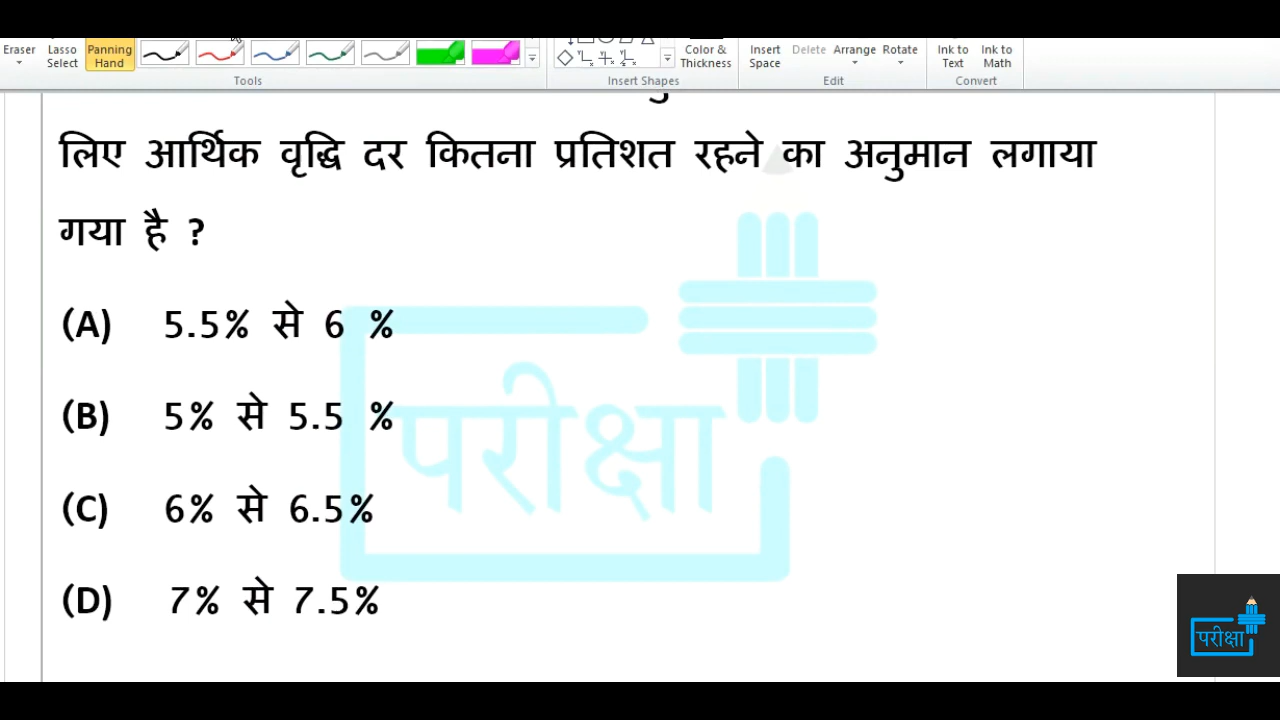 Eraser
Lasso
Select
Panning
Hand
Tools
Insert Shapes
Color &
Thickness
Insert
Space
Delete
Arrange
Rotate
Edit
Ink to
Text
Ink to
Math
Convert
लिए आर्थिक वृद्धि दर कितना प्रतिशत रहने का अनुमान लगाया
गया है ?
(A) 5.5% से 6 %
(B) 5% से 5.5 %
(C) 6% से 6.5%
(D) 7% से 7.5%
परीक्षा
परीक्षा